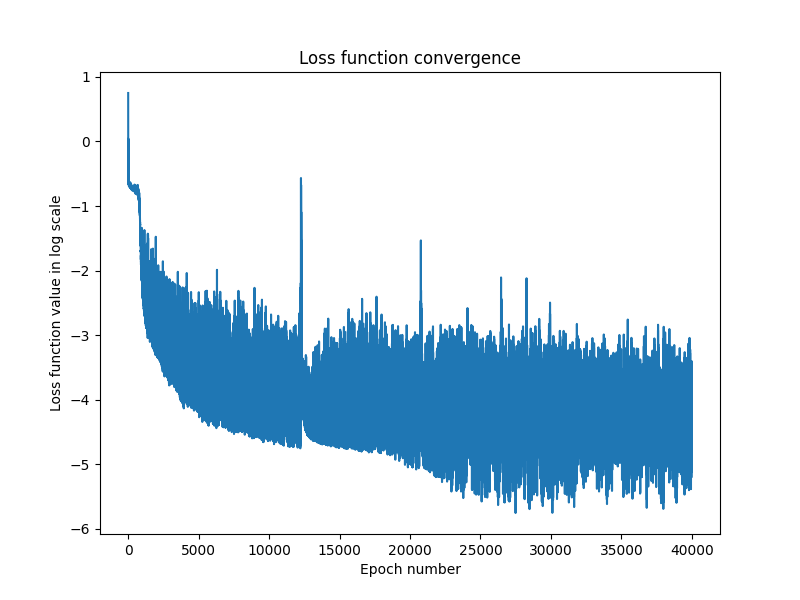 Loss function convergence
Loss function value in log scale
1
0
−1
−2
−3
−4
−5
−6
0 5000 10000 15000 20000 25000 30000 35000 40000
Epoch number